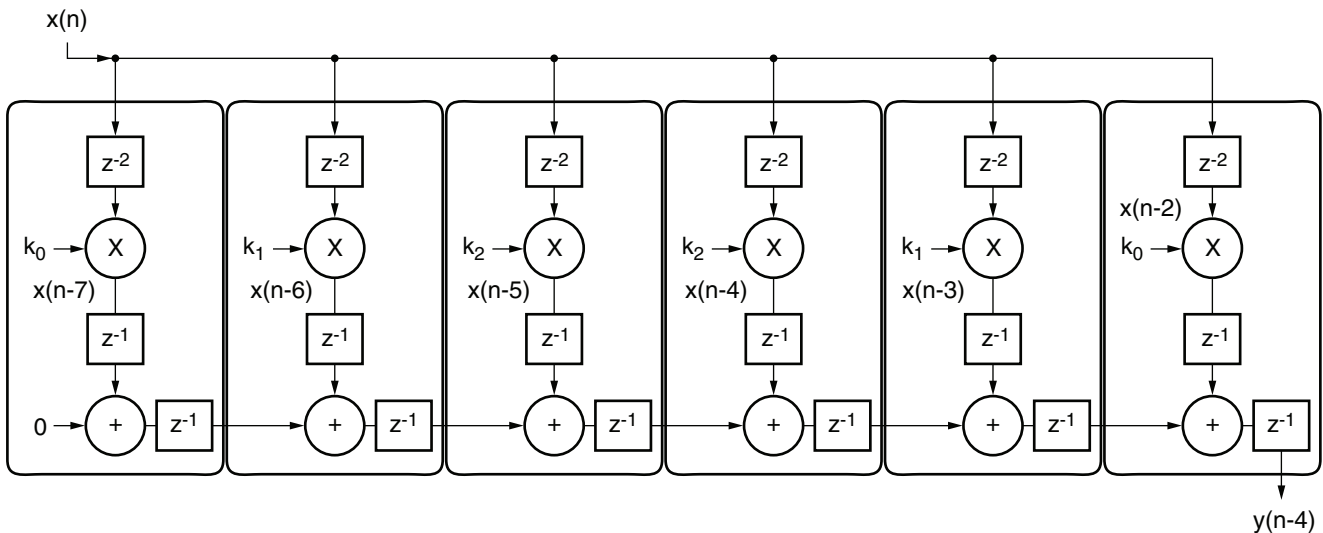 x(n)
z-2 z-2 z-2 z-2 z-2 z-2
x(n-2)
k0 X k1 X k2 X k2 X k1 X k0 X
x(n-7) x(n-6) x(n-5) x(n-4) x(n-3)
z-1 z-1 z-1 z-1 z-1 z-1
0 + z-1 + z-1 + z-1 + z-1 + z-1 + z-1
y(n-4)